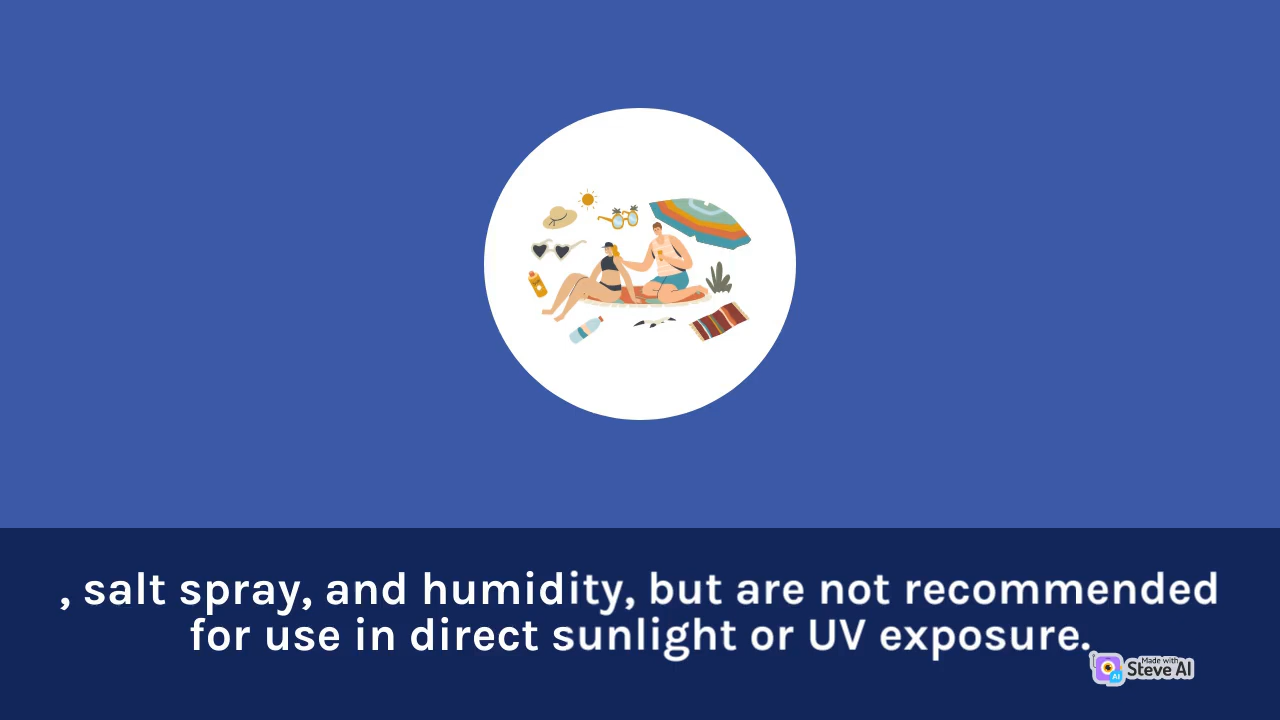 , salt spray, and humidity, but are not recommended
for use in direct sunlight or UV exposure.
Made with
Steve AI
AI